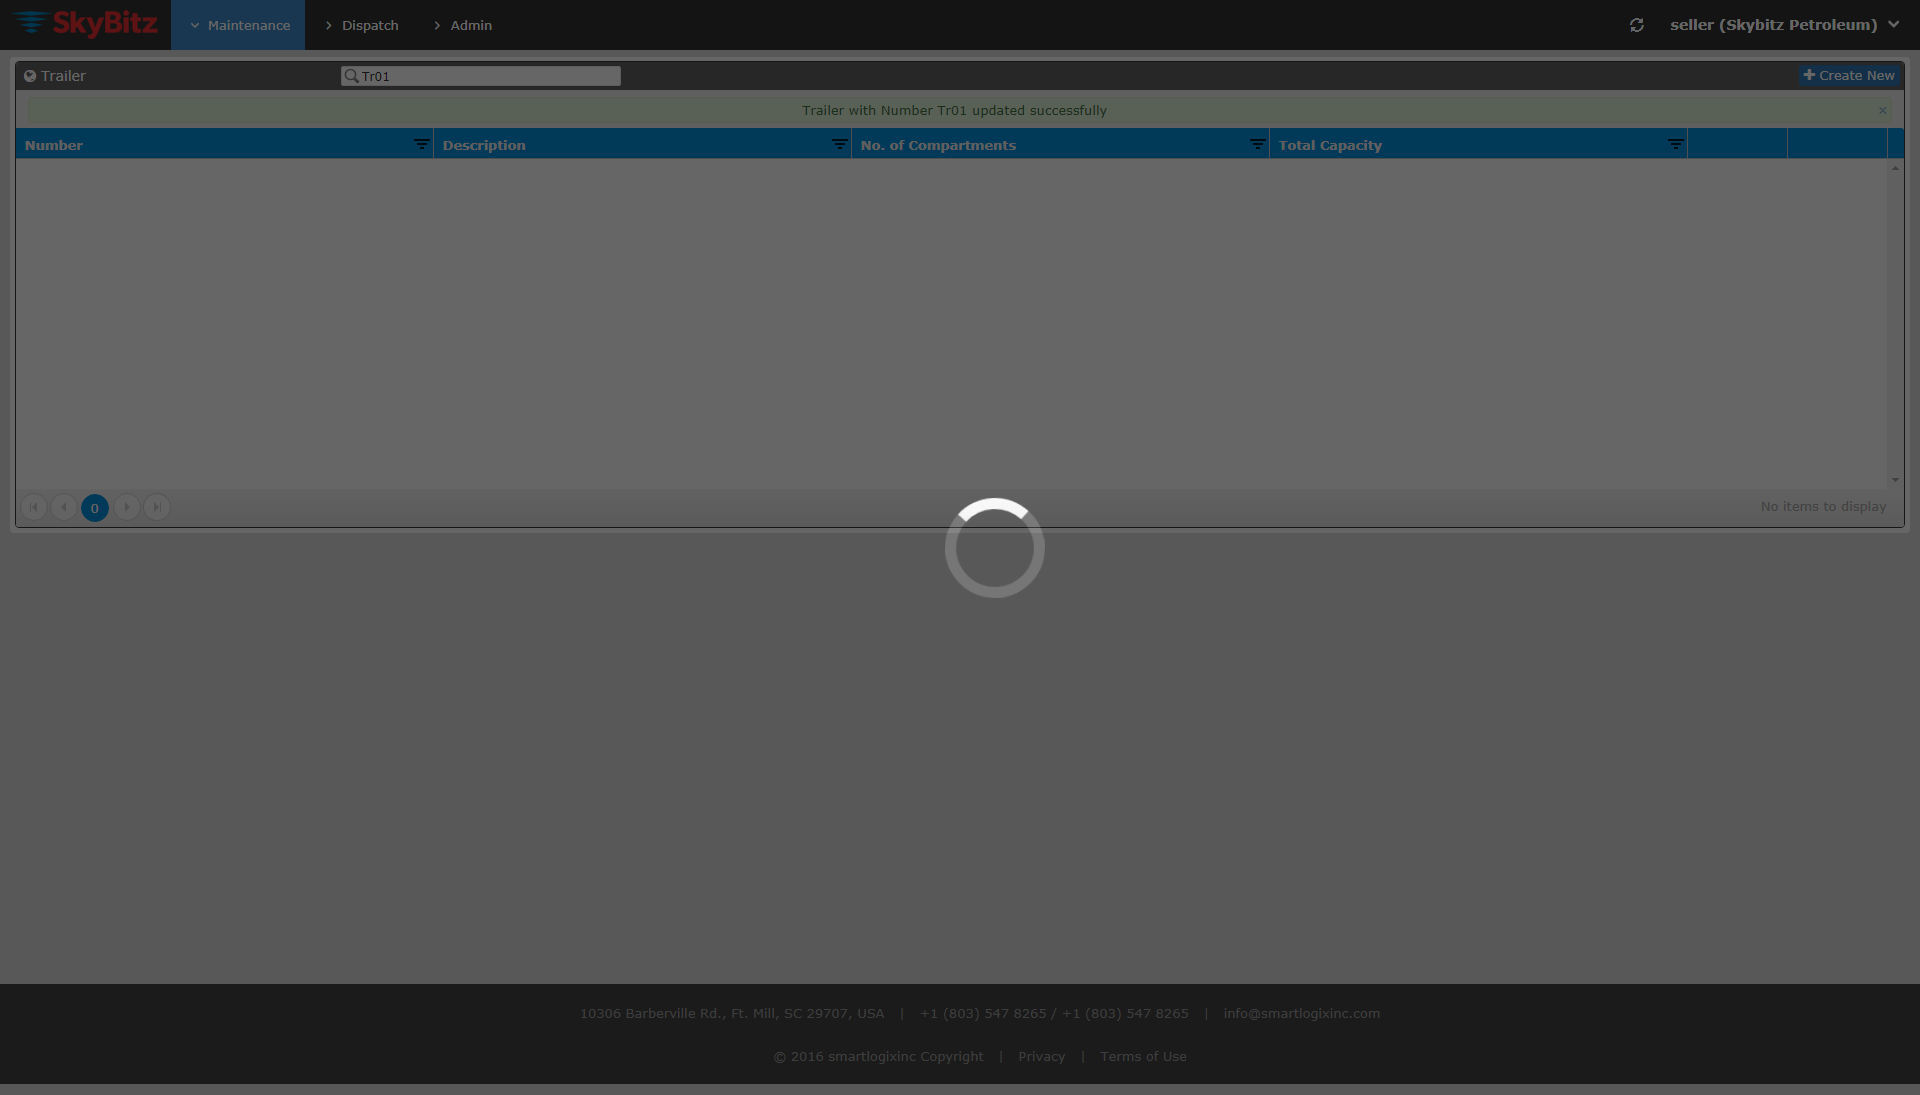 SkyBitz
Maintenance
Dispatch
Admin
seller (Skybitz Petroleum)
Trailer
Tr01
Create New
Trailer with Number Tr01 updated successfully
×
Number
Description
No. of Compartments
Total Capacity
0
No items to display
10306 Barberville Rd., Ft. Mill, SC 29707, USA | +1 (803) 547 8265 / +1 (803) 547 8265 | info@smartlogixinc.com
© 2016 smartlogixinc Copyright | Privacy | Terms of Use